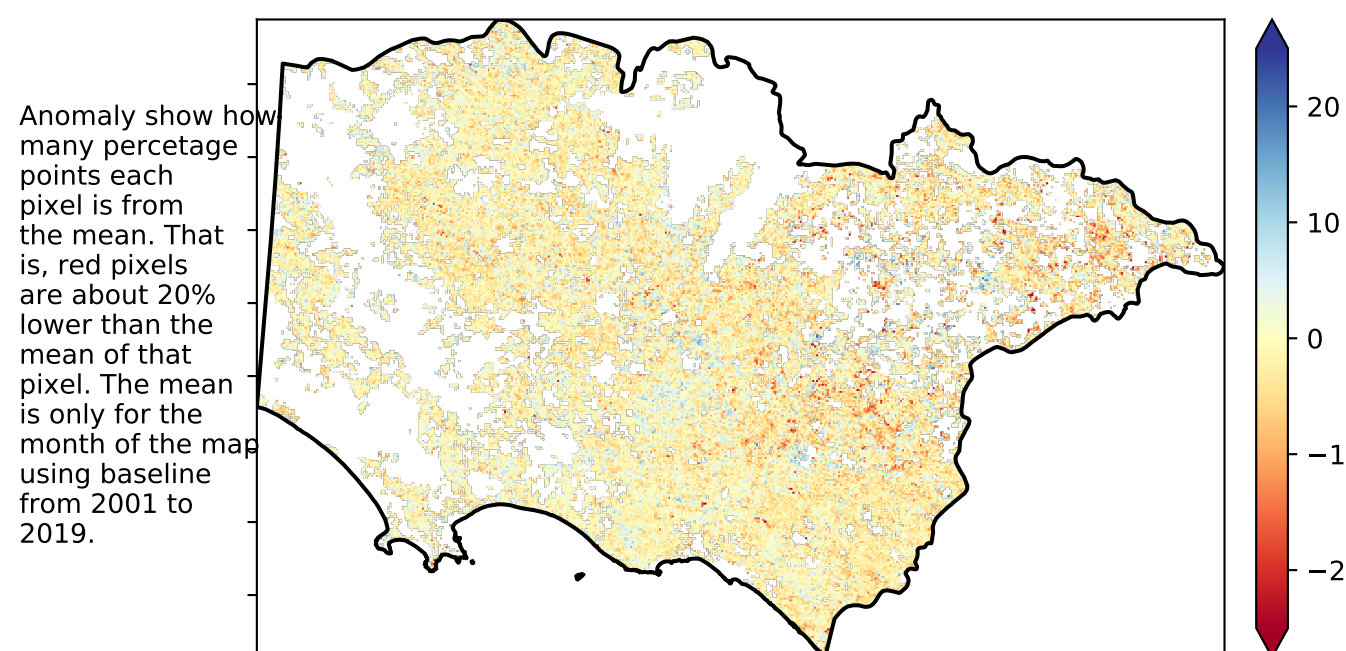 Anomaly show how
many percetage
points each
pixel is from
the mean. That
is, red pixels
are about 20%
lower than the
mean of that
pixel. The mean
is only for the
month of the map
using baseline
from 2001 to
2019.
20
10
0
−1
−2